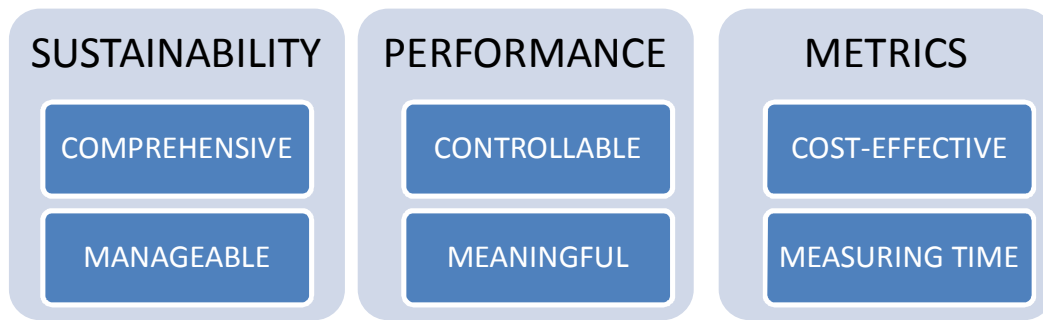 SUSTAINABILITY
COMPREHENSIVE
MANAGEABLE
PERFORMANCE
CONTROLLABLE
MEANINGFUL
METRICS
COST-EFFECTIVE
MEASURING TIME